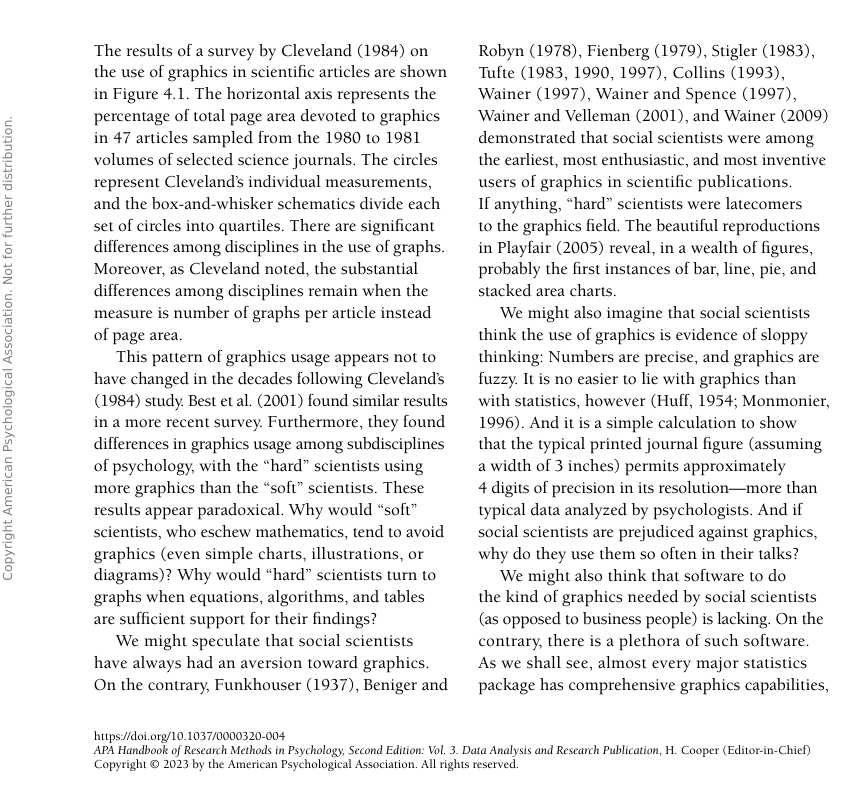 The results of a survey by Cleveland (1984) on
the use of graphics in scientific articles are shown
in Figure 4.1. The horizontal axis represents the
percentage of total page area devoted to graphics
in 47 articles sampled from the 1980 to 1981
volumes of selected science journals. The circles
represent Cleveland’s individual measurements,
and the box-and-whisker schematics divide each
set of circles into quartiles. There are significant
differences among disciplines in the use of graphs.
Moreover, as Cleveland noted, the substantial
differences among disciplines remain when the
measure is number of graphs per article instead
of page area.
This pattern of graphics usage appears not to
have changed in the decades following Cleveland’s
(1984) study. Best et al. (2001) found similar results
in a more recent survey. Furthermore, they found
differences in graphics usage among subdisciplines
of psychology, with the “hard” scientists using
more graphics than the “soft” scientists. These
results appear paradoxical. Why would “soft”
scientists, who eschew mathematics, tend to avoid
graphics (even simple charts, illustrations, or
diagrams)? Why would “hard” scientists turn to
graphs when equations, algorithms, and tables
are sufficient support for their findings?
We might speculate that social scientists
have always had an aversion toward graphics.
On the contrary, Funkhouser (1937), Beniger and
Robyn (1978), Fienberg (1979), Stigler (1983),
Tufte (1983, 1990, 1997), Collins (1993),
Wainer (1997), Wainer and Spence (1997),
Wainer and Velleman (2001), and Wainer (2009)
demonstrated that social scientists were among
the earliest, most enthusiastic, and most inventive
users of graphics in scientific publications.
If anything, “hard” scientists were latecomers
to the graphics field. The beautiful reproductions
in Playfair (2005) reveal, in a wealth of figures,
probably the first instances of bar, line, pie, and
stacked area charts.
We might also imagine that social scientists
think the use of graphics is evidence of sloppy
thinking: Numbers are precise, and graphics are
fuzzy. It is no easier to lie with graphics than
with statistics, however (Huff, 1954; Monmonier,
1996). And it is a simple calculation to show
that the typical printed journal figure (assuming
a width of 3 inches) permits approximately
4 digits of precision in its resolution—more than
typical data analyzed by psychologists. And if
social scientists are prejudiced against graphics,
why do they use them so often in their talks?
We might also think that software to do
the kind of graphics needed by social scientists
(as opposed to business people) is lacking. On the
contrary, there is a plethora of such software.
As we shall see, almost every major statistics
package has comprehensive graphics capabilities,
https://doi.org/10.1037/0000320-004
APA Handbook of Research Methods in Psychology, Second Edition: Vol. 3. Data Analysis and Research Publication, H. Cooper (Editor-in-Chief)
Copyright © 2023 by the American Psychological Association. All rights reserved.
Copyright American Psychological Association. Not for further distribution.